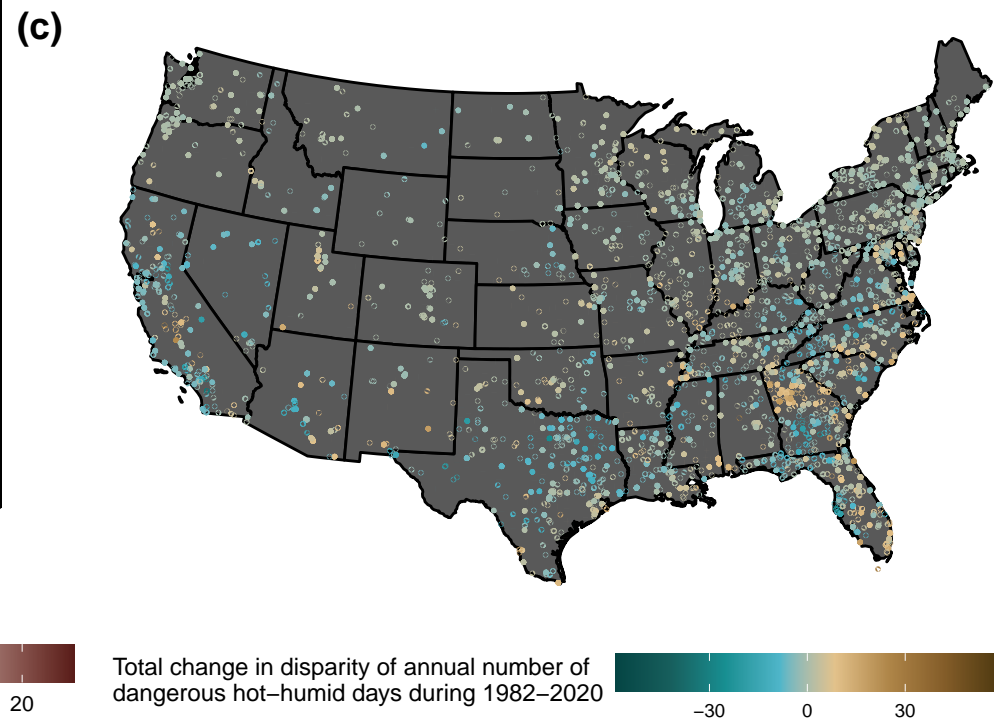 (c)
20
Total change in disparity of annual number of
dangerous hot−humid days during 1982−2020
−30 0 30